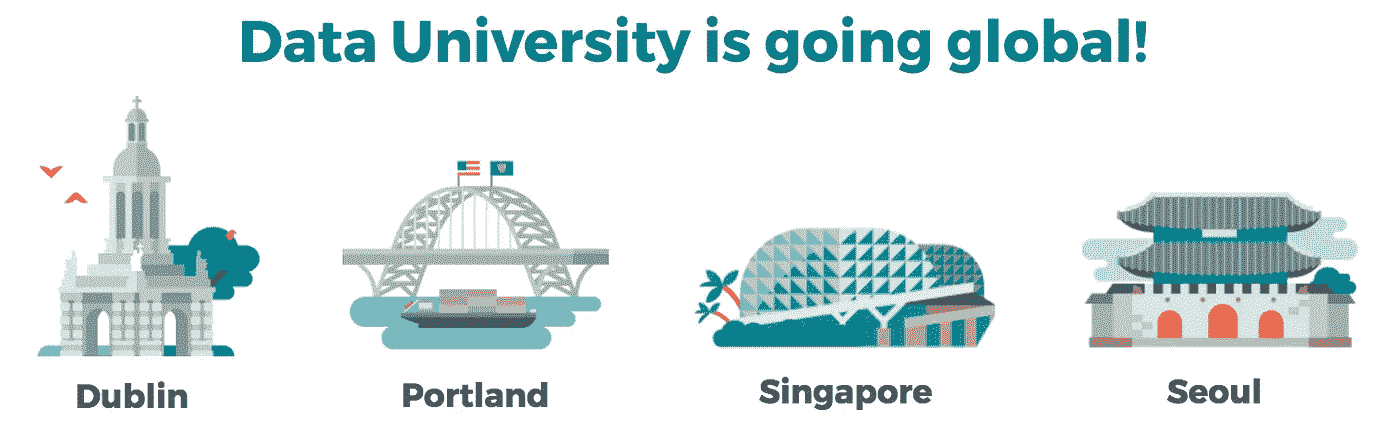 Data University is going global!
Dublin
Portland
Singapore
Seoul